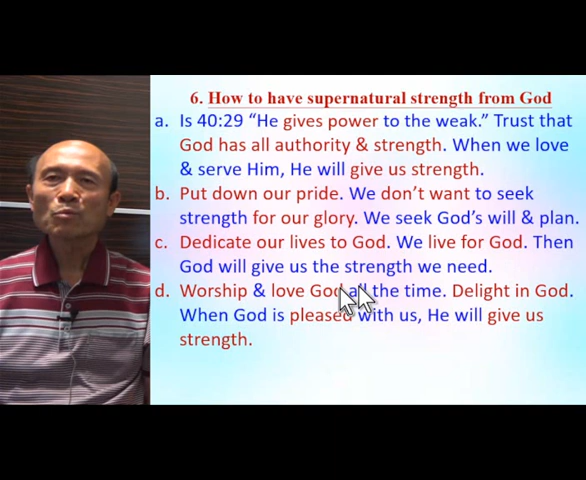 6. How to have supernatural strength from God
a. Is 40:29 “He gives power to the weak.” Trust that
God has all authority & strength. When we love
& serve Him, He will give us strength.
b. Put down our pride. We don’t want to seek
strength for our glory. We seek God’s will & plan.
c. Dedicate our lives to God. We live for God. Then
God will give us the strength we need.
d. Worship & love God all the time. Delight in God.
When God is pleased with us, He will give us
strength.